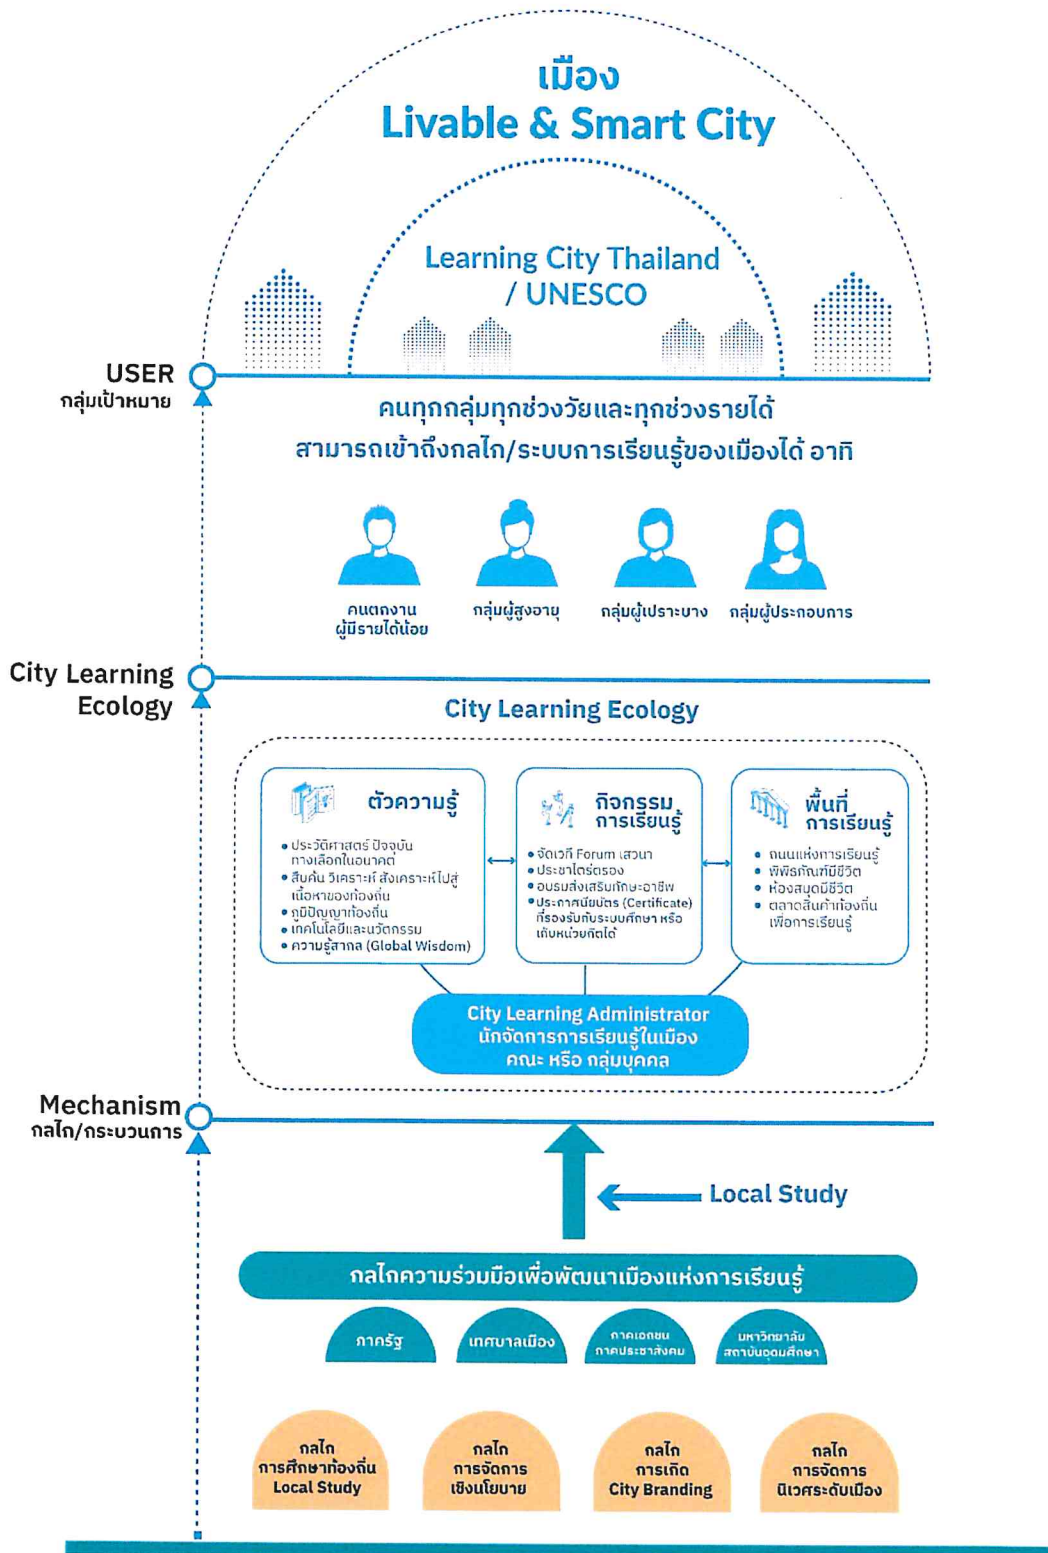 เมือง
Livable & Smart City
Learning City Thailand
/ UNESCO
USER
กลุ่มเป้าหมาย
คนทุกกลุ่มทุกช่วงวัยและทุกช่วงรายได้
สามารถเข้าถึงกลไก/ระบบการเรียนรู้ของเมืองได้ อาทิ
คนตกงาน
ผู้มีรายได้น้อย
กลุ่มผู้สูงอายุ
กลุ่มผู้เปราะบาง
กลุ่มผู้ประกอบการ
City Learning
Ecology
City Learning Ecology
ตัวความรู้
ประวัติศาสตร์ ปัจจุบัน
ทางเลือกในอนาคต
สืบค้น วิเคราะห์ สังเคราะห์ไปสู่
เนื้อหาของท้องถิ่น
ภูมิปัญญาท้องถิ่น
เทคโนโลยีและนวัตกรรม
ความรู้สากล (Global Wisdom)
กิจกรรม
การเรียนรู้
จัดเวที Forum เสวนา
ประชาไตร่ตรอง
อบรมส่งเสริมทักษะอาชีพ
ประกาศนียบัตร (Certificate)
ที่รองรับกับระบบศึกษา หรือ
เก็บหน่วยกิตได้
พื้นที่
การเรียนรู้
ถนนแห่งการเรียนรู้
พิพิธภัณฑ์มีชีวิต
ห้องสมุดมีชีวิต
ตลาดสินค้าท้องถิ่น
เพื่อการเรียนรู้
City Learning Administrator
นักจัดการการเรียนรู้ในเมือง
คณะ หรือ กลุ่มบุคคล
Mechanism
กลไก/กระบวนการ
Local Study
กลไกความร่วมมือเพื่อพัฒนาเมืองแห่งการเรียนรู้
ภาครัฐ
เทศบาลเมือง
ภาคเอกชน
ภาคประชาสังคม
มหาวิทยาลัย
สถาบันอุดมศึกษา
กลไก
การศึกษาท้องถิ่น
Local Study
กลไก
การจัดการ
เชิงนโยบาย
กลไก
การเกิด
City Branding
กลไก
การจัดการ
นิเวศระดับเมือง